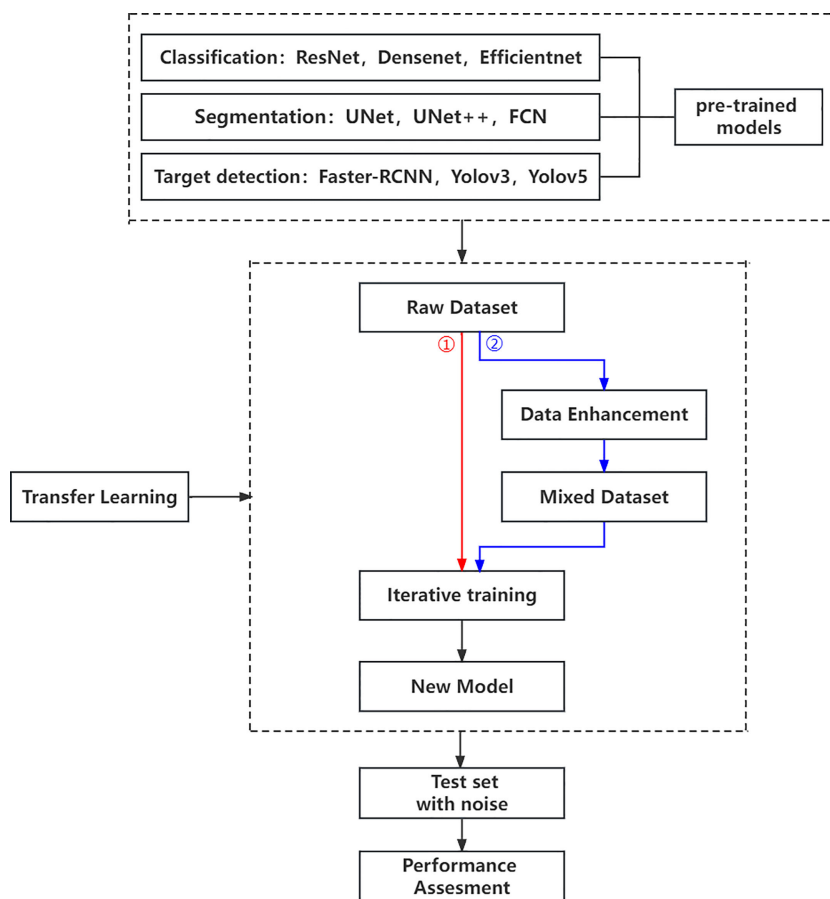 Classification：ResNet，Densenet，Efficientnet
Segmentation：UNet，UNet++，FCN
Target detection：Faster-RCNN，Yolov3，Yolov5
pre-trained
models
Raw Dataset
① ②
Data Enhancement
Transfer Learning
Mixed Dataset
Iterative training
New Model
Test set
with noise
Performance
Assesment